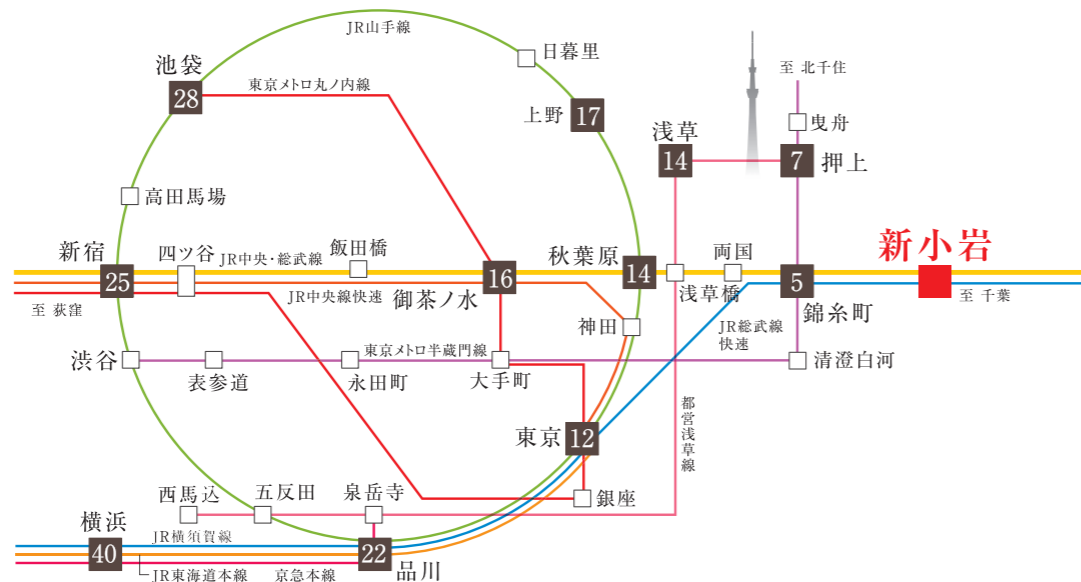 JR山手線
日暮里
池袋
28
東京メトロ丸ノ内線
上野
17
至 北千住
曳舟
浅草
14
7
押上
高田馬場
新宿
25
四ツ谷
JR中央・総武線
飯田橋
16
御茶ノ水
秋葉原
14
両国
浅草橋
5
錦糸町
新小岩
至 千葉
至 荻窪
JR中央線快速
神田
JR総武線
快速
渋谷
表参道
東京メトロ半蔵門線
永田町
大手町
清澄白河
都営浅草線
東京
12
銀座
西馬込
五反田
泉岳寺
横浜
40
JR横須賀線
22
品川
JR東海道本線
京急本線